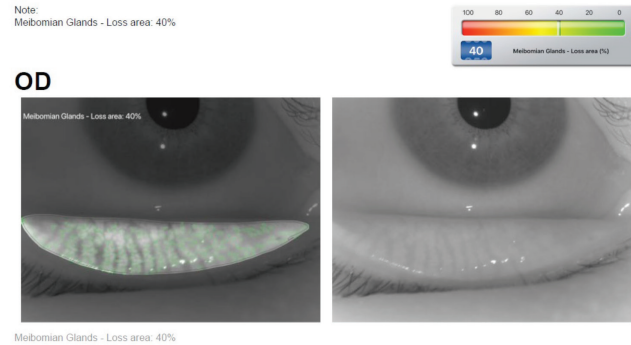 Note:
Meibomian Glands - Loss area: 40%
100 80 60 40 20 0
40 Meibomian Glands - Loss area (%)
OD
Meibomian Glands - Loss area: 40%
Meibomian Glands - Loss area: 40%